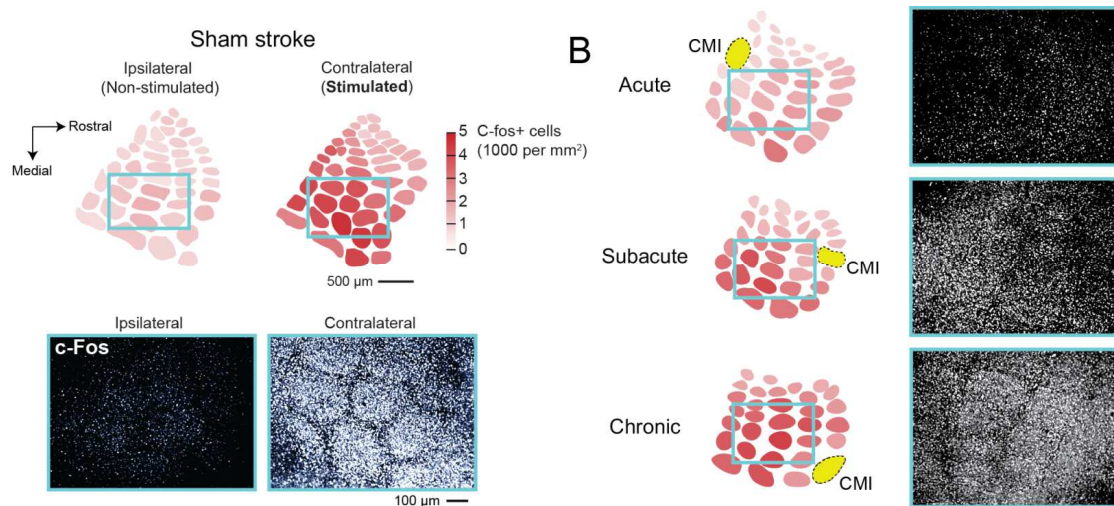 Sham stroke
Ipsilateral
(Non-stimulated)
Contralateral
(Stimulated)
Rostral
Medial
5
4
3
2
1
0
C-fos+ cells
(1000 per mm²)
500 µm
Ipsilateral
Contralateral
c-Fos
100 µm
B
Acute
CMI
Subacute
CMI
Chronic
CMI